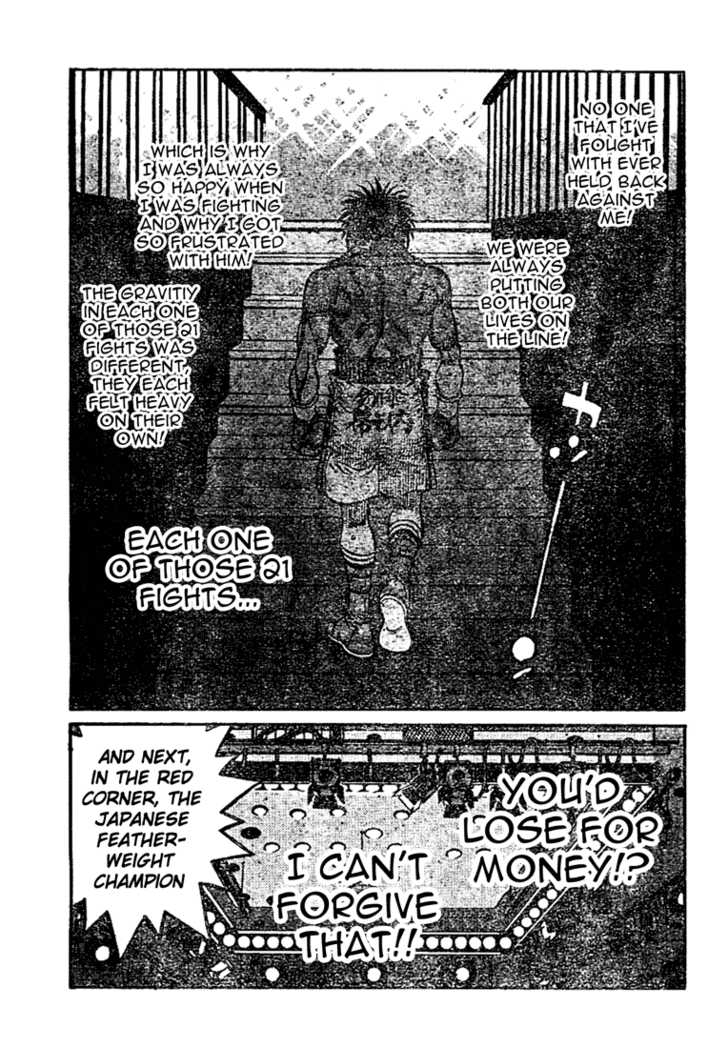 NO ONE
THAT I'VE
FOUGHT
WITH EVER
HELD BACK
AGAINST
ME!
WE WERE
ALWAYS
PUTTING
BOTH OUR
LIVES ON
THE LINE!
WHICH IS WHY
I WAS ALWAYS
SO HAPPY WHEN
I WAS FIGHTING
AND WHY I GOT
SO FRUSTRATED
WITH HIM!
THE GRAVITIY
IN EACH ONE
OF THOSE 21
FIGHTS WAS
DIFFERENT,
THEY EACH
FELT HEAVY
ON THEIR
OWN!
EACH ONE
OF THOSE 21
FIGHTS...
YOU'D
LOSE FOR
MONEY!?
I CAN'T
FORGIVE
THAT!!
AND NEXT,
IN THE RED
CORNER, THE
JAPANESE
FEATHER-
WEIGHT
CHAMPION